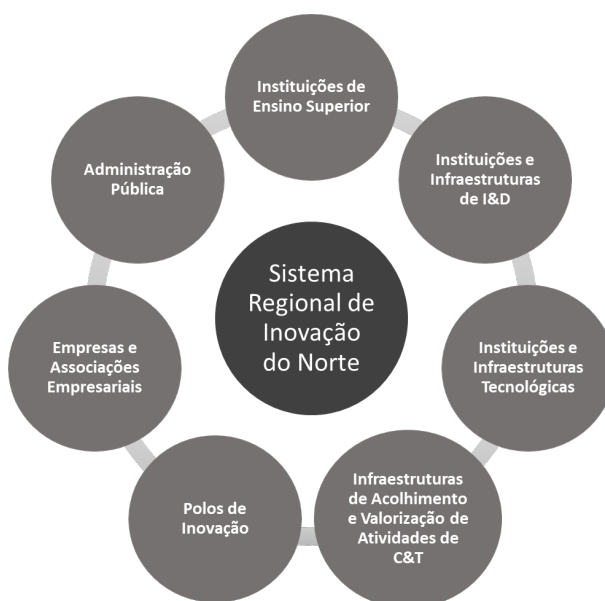 Instituições de
Ensino Superior
Instituições e
Infraestruturas
de I&D
Instituições e
Infraestruturas
Tecnológicas
Infraestruturas
de Acolhimento
e Valorização de
Atividades de
C&T
Polos de
Inovação
Empresas e
Associações
Empresariais
Administração
Pública
Sistema
Regional de
Inovação
do Norte